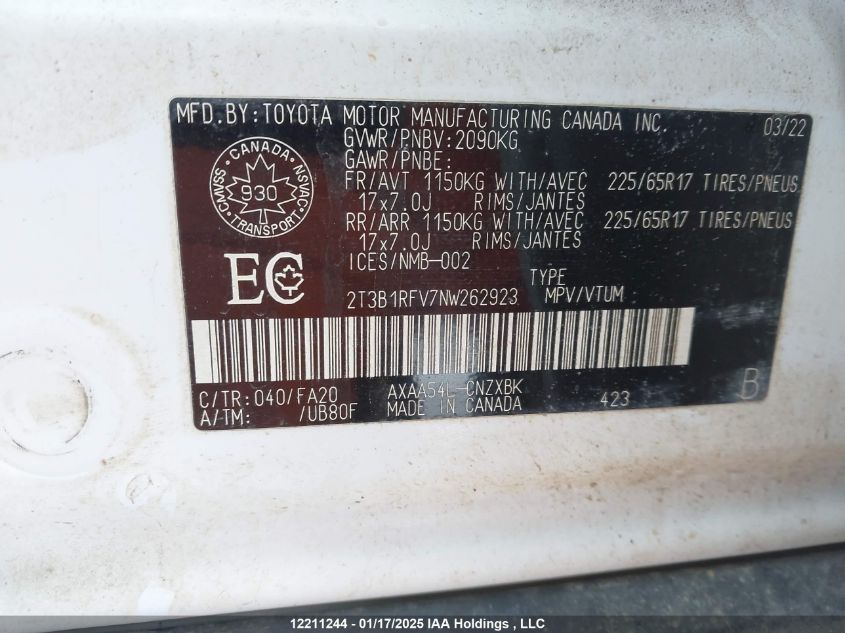 MFD.BY:TOYOTA MOTOR MANUFACTURING CANADA INC. 03/22
GVWR/PNBV:2090KG
GAWR/PNBE:
FR/AVT 1150KG WITH/AVEC 225/65R17 TIRES/PNEUS
17x7.0J RIMS/JANTES
RR/ARR 1150KG WITH/AVEC 225/65R17 TIRES/PNEUS
17x7.0J RIMS/JANTES
ICES/NMB-002
CANADA
CMVSS 930 NSVAC
TRANSPORT
EC
TYPE
2T3B1RFV7NW262923 MPV/VTUM
C/TR:040/FA20 AXAA54L-CNZXBK 423 B
A/TM: /UB80F MADE IN CANADA
12211244 - 01/17/2025 IAA Holdings , LLC